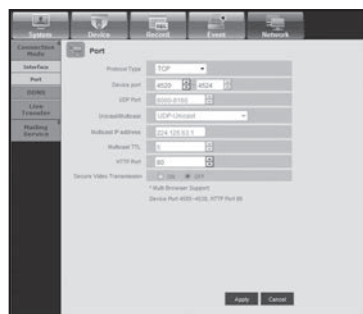 System
Device
Record
Event
Network
Connection
Mode
Interface
Port
DDNS
Live
Transfer
Mailing
Service
Port
Protocol Type
TCP
Device port
4520
4524
UDP Port
8000-8160
Unicast/Multicast
UDP-Unicast
Multicast IP address
224.126.63.1
Multicast TTL
5
HTTP Port
80
Secure Video Transmission
ON
OFF
* Multi Browser Support:
Device Port 4505~4530, HTTP Port 80
Apply
Cancel